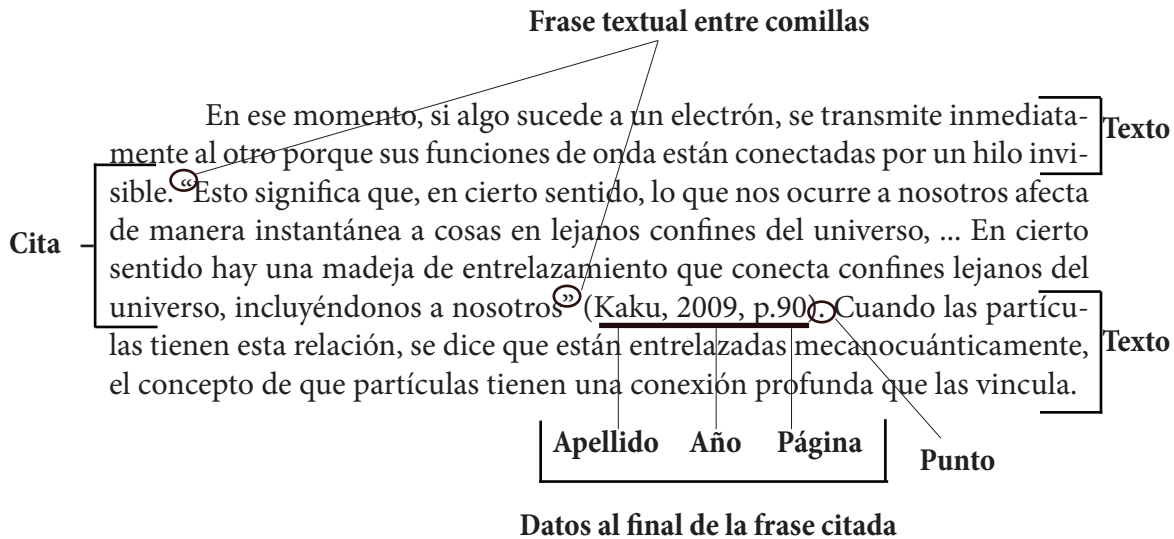 Frase textual entre comillas
En ese momento, si algo sucede a un electrón, se transmite inmediata-
Texto
mente al otro porque sus funciones de onda están conectadas por un hilo invi-
sible. “Esto significa que, en cierto sentido, lo que nos ocurre a nosotros afecta
Cita
de manera instantánea a cosas en lejanos confines del universo, ... En cierto
sentido hay una madeja de entrelazamiento que conecta confines lejanos del
universo, incluyéndonos a nosotros” (Kaku, 2009, p.90). Cuando las partícu-
Texto
las tienen esta relación, se dice que están entrelazadas mecanocuánticamente,
el concepto de que partículas tienen una conexión profunda que las vincula.
Apellido Año Página
Punto
Datos al final de la frase citada